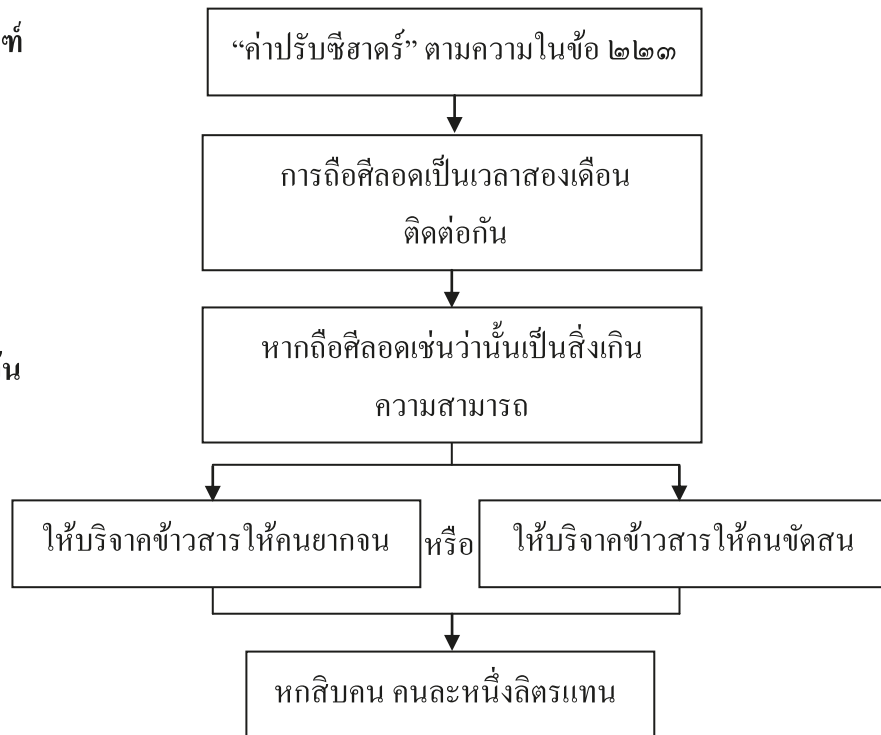 “ค่าปรับซีฮาดร์” ตามความในข้อ ๒๒๓
การถือศีลอดเป็นเวลาสองเดือน
ติดต่อกัน
หากถือศีลอดเช่นว่านั้นเป็นสิ่งเกิน
ความสามารถ
ให้บริจาคข้าวสารให้คนยากจน
หรือ
ให้บริจาคข้าวสารให้คนขัดสน
หกสิบคน คนละหนึ่งลิตรแทน